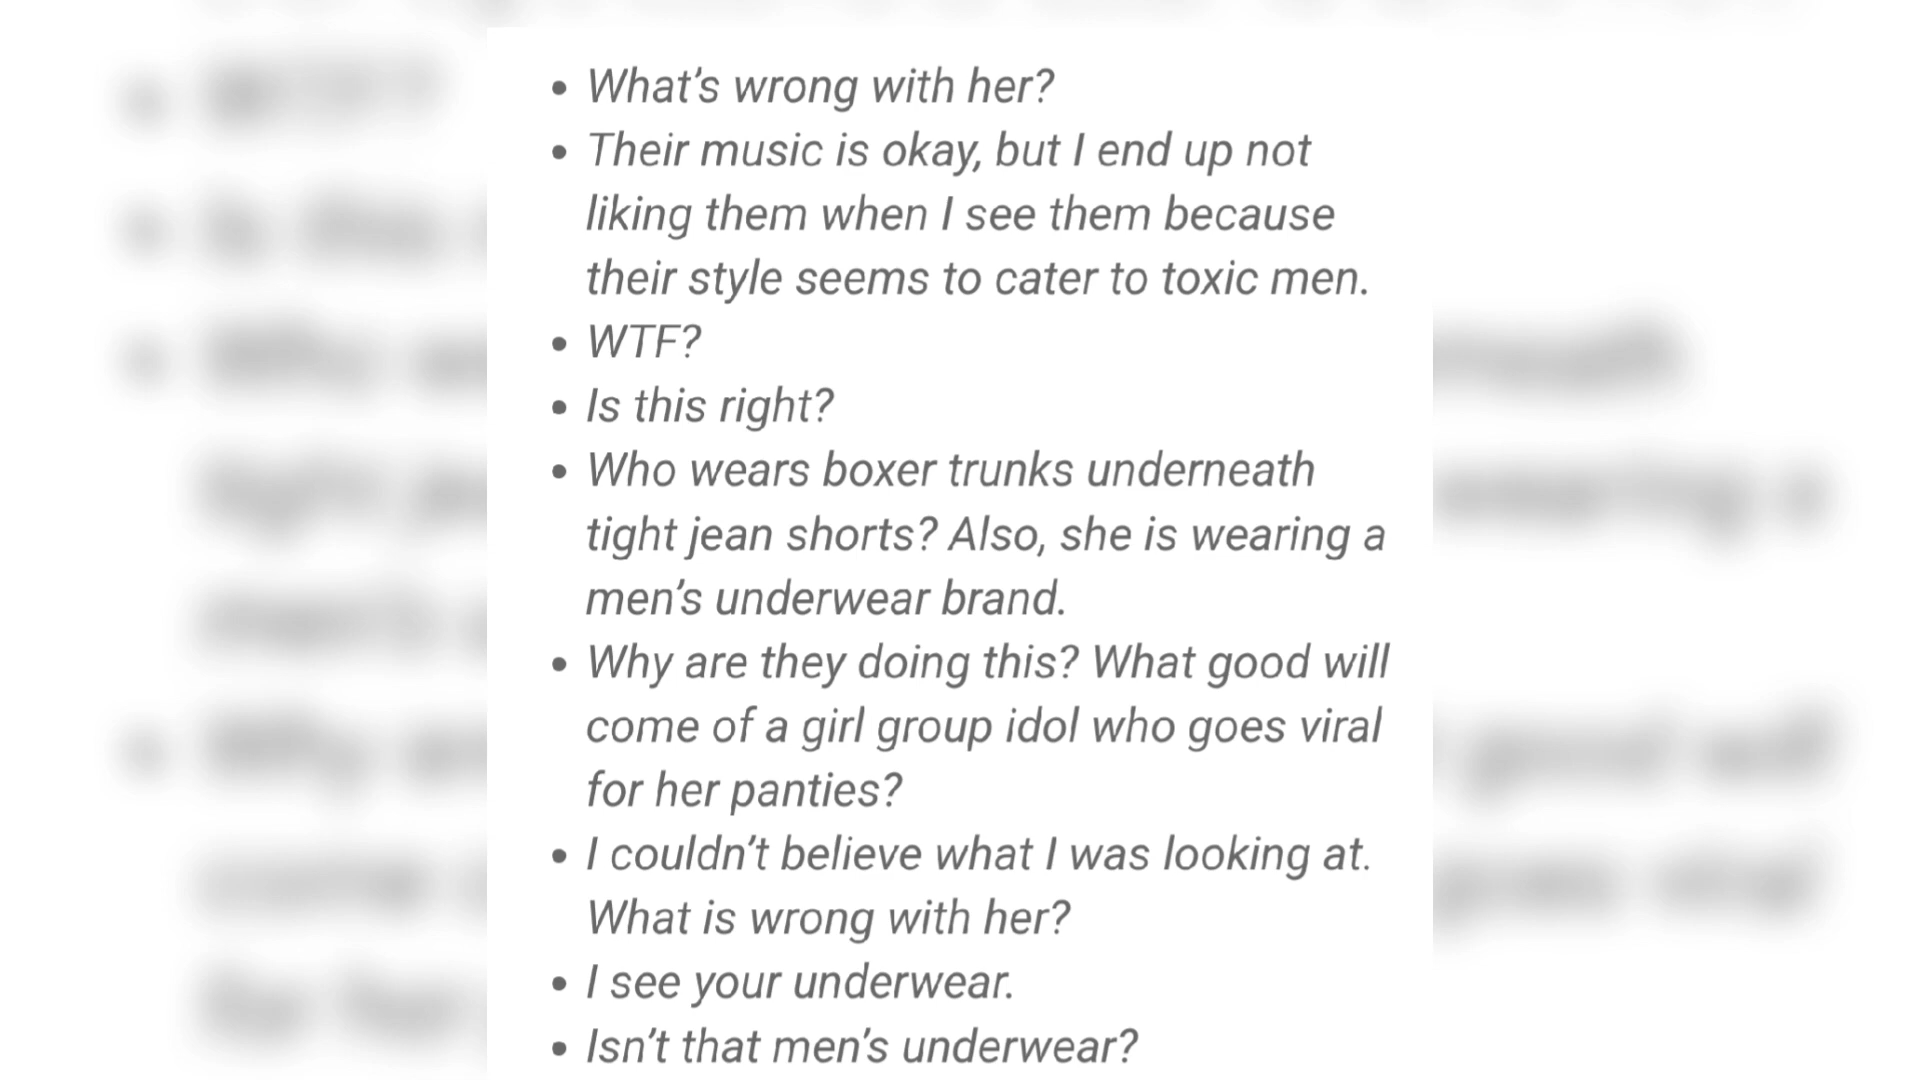 • What's wrong with her?
• Their music is okay, but I end up not
liking them when I see them because
their style seems to cater to toxic men.
• WTF?
• Is this right?
• Who wears boxer trunks underneath
tight jean shorts? Also, she is wearing a
men's underwear brand.
• Why are they doing this? What good will
come of a girl group idol who goes viral
for her panties?
• I couldn't believe what I was looking at.
What is wrong with her?
• I see your underwear.
• Isn't that men's underwear?